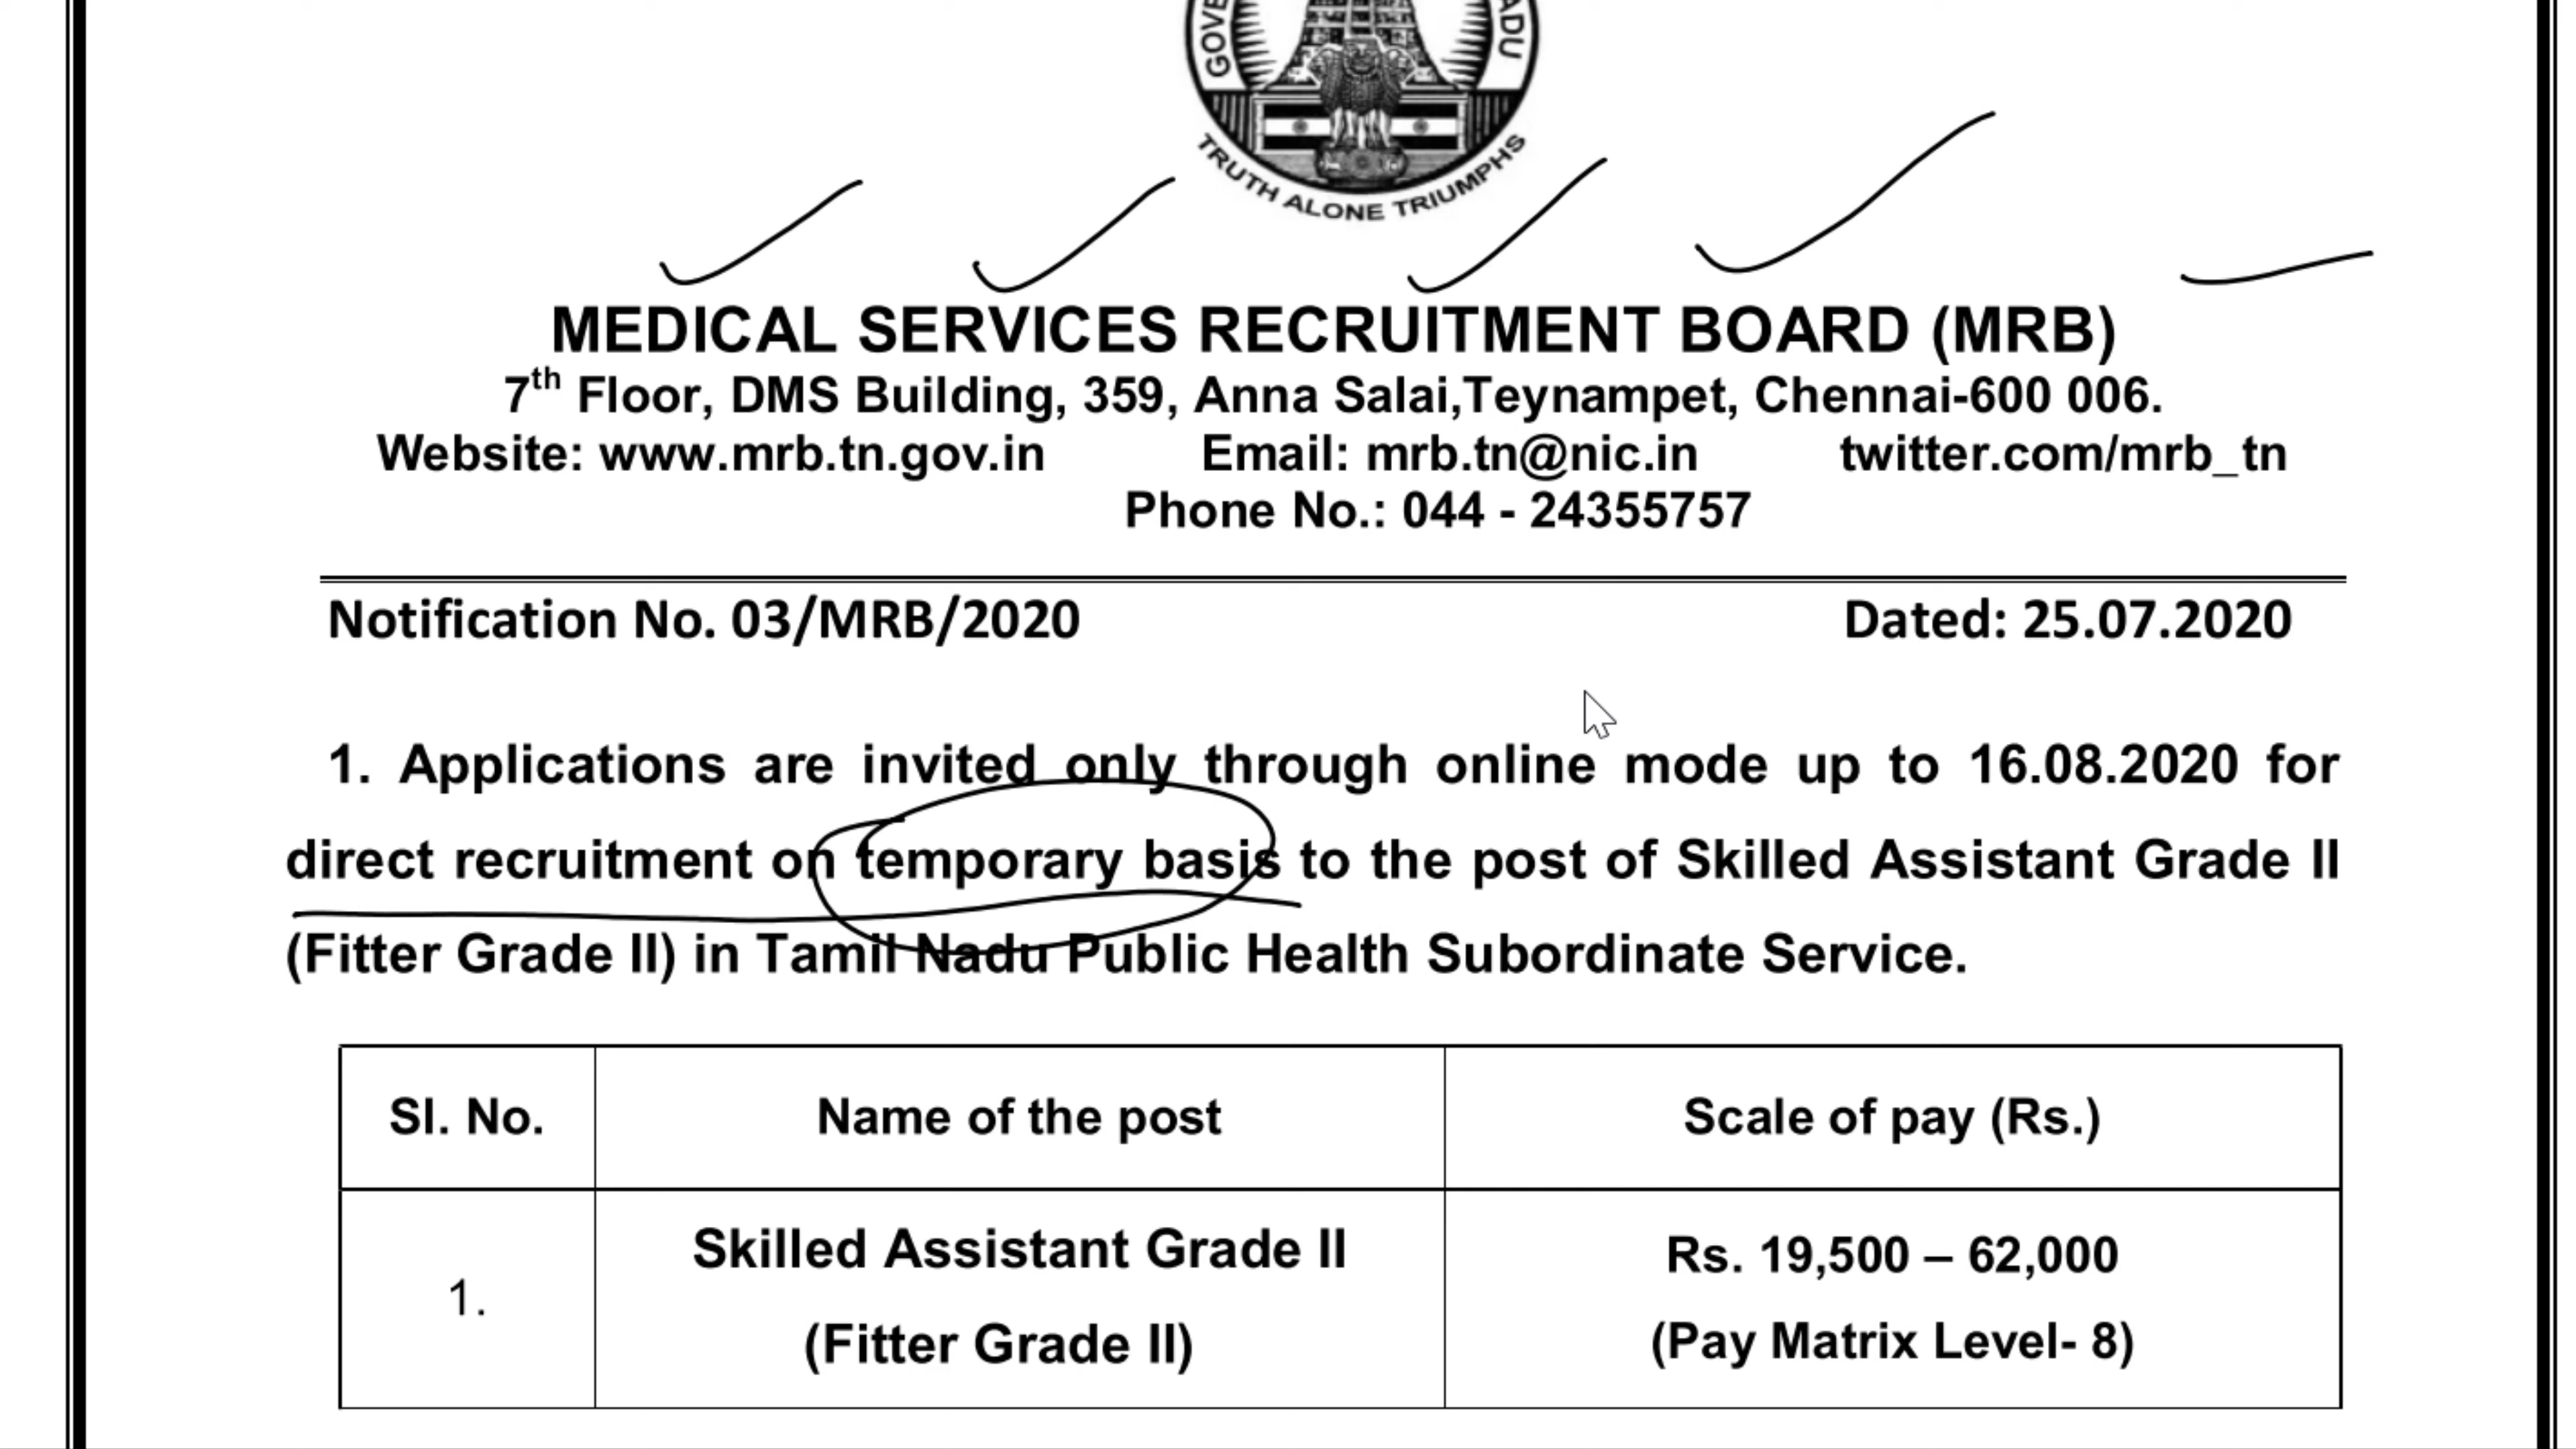 GOVE
ADU
TRUTH ALONE TRIUMPHS
MEDICAL SERVICES RECRUITMENT BOARD (MRB)
7th Floor, DMS Building, 359, Anna Salai,Teynampet, Chennai-600 006.
Website: www.mrb.tn.gov.in Email: mrb.tn@nic.in twitter.com/mrb_tn
Phone No.: 044 - 24355757
Notification No. 03/MRB/2020 Dated: 25.07.2020
1. Applications are invited only through online mode up to 16.08.2020 for
direct recruitment on temporary basis to the post of Skilled Assistant Grade II
(Fitter Grade II) in Tamil Nadu Public Health Subordinate Service.
Sl. No. Name of the post Scale of pay (Rs.)
1. Skilled Assistant Grade II Rs. 19,500 – 62,000
(Fitter Grade II) (Pay Matrix Level- 8)